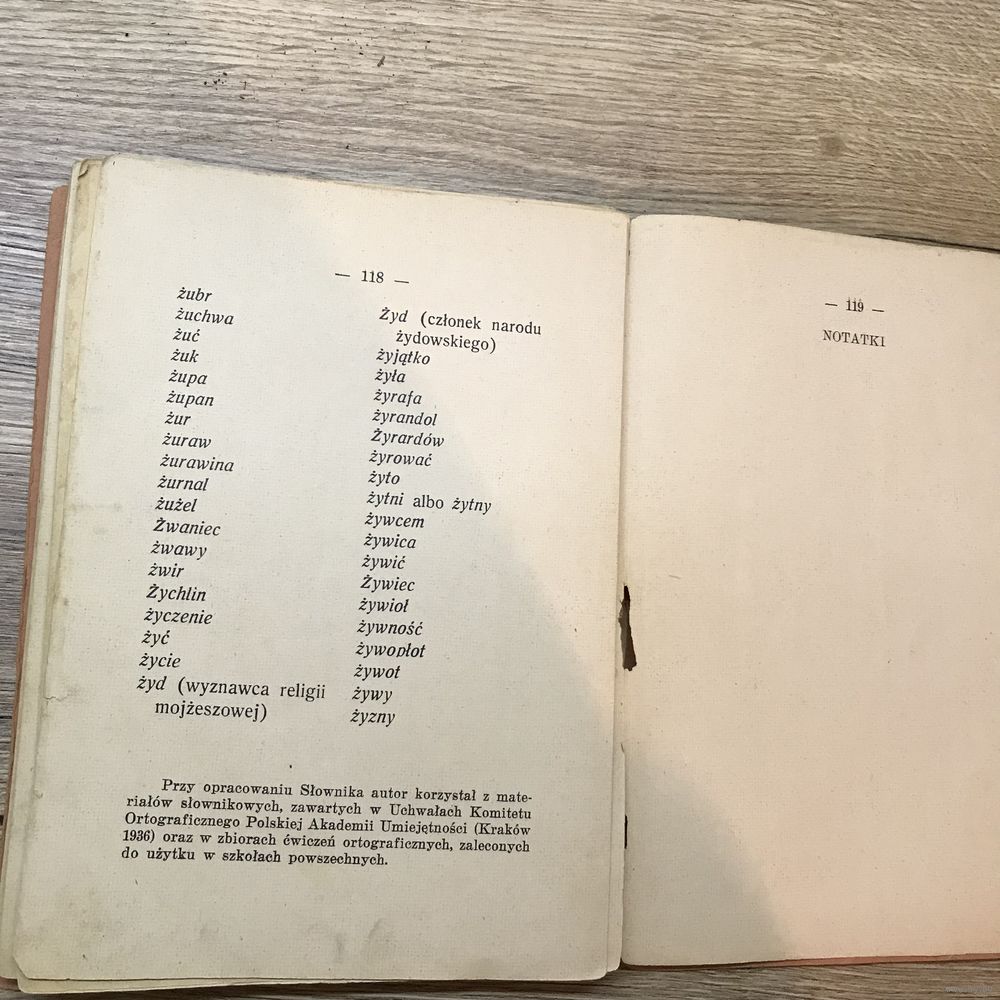 — 118 —
żubr
żuchwa
żuć
żuk
żupa
żupan
żur
żuraw
żurawina
żurnal
żużel
Żwaniec
żwawy
żwir
Żychlin
życzenie
żyć
życie
żyd (wyznawca religii
mojżeszowej)
Żyd (członek narodu
żydowskiego)
żyjątko
żyła
żyrafa
żyrandol
Żyrardów
żyrować
żyto
żytni albo żytny
żywcem
żywica
żywić
Żywiec
żywioł
żywność
żywopłot
żywot
żywy
żyzny
Przy opracowaniu Słownika autor korzystał z mate-
riałów słownikowych, zawartych w Uchwałach Komitetu
Ortograficznego Polskiej Akademii Umiejętności (Kraków
1936) oraz w zbiorach ćwiczeń ortograficznych, zaleconych
do użytku w szkołach powszechnych.
— 119 —
NOTATKI